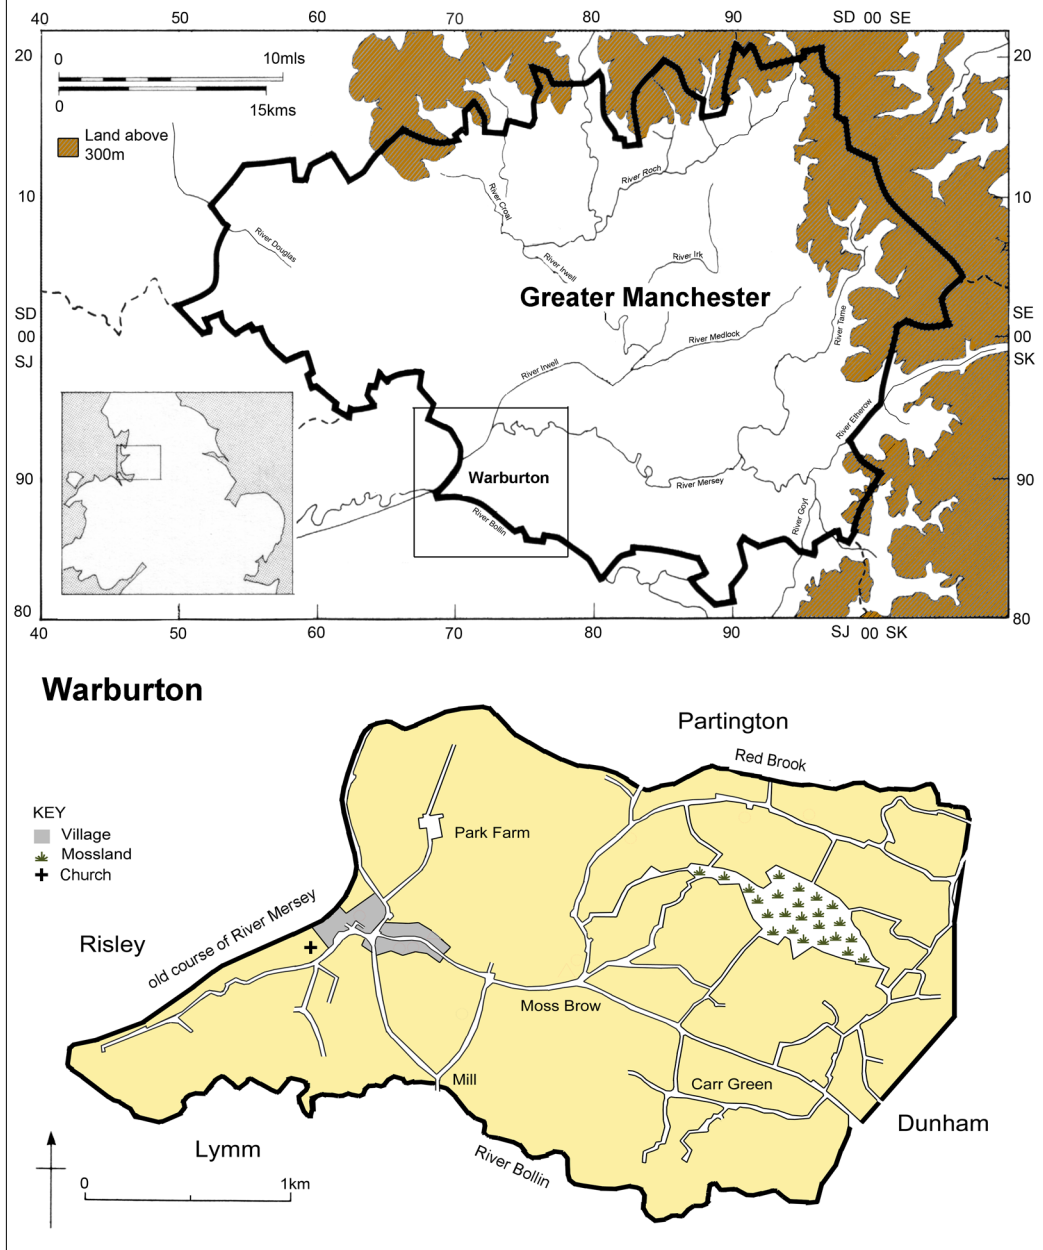 40 50 60 70 80 90 SD 00 SE
20 20
0 10mls
0 15kms
Land above
300m
10 10
River Roch
River Croal
River Douglas
River Irwell
River Irk
Greater Manchester
SD SE
00 00
SJ SK
River Tame
River Medlock
River Irwell
River Etherow
90 90
Warburton
River Mersey
River Bollin
River Goyt
80 80
40 50 60 70 80 90 SJ 00 SK
Warburton
Partington
Red Brook
KEY
Village
Mossland
Church
Park Farm
old course of River Mersey
Risley
Moss Brow
Mill
Carr Green
Dunham
Lymm
River Bollin
0 1km